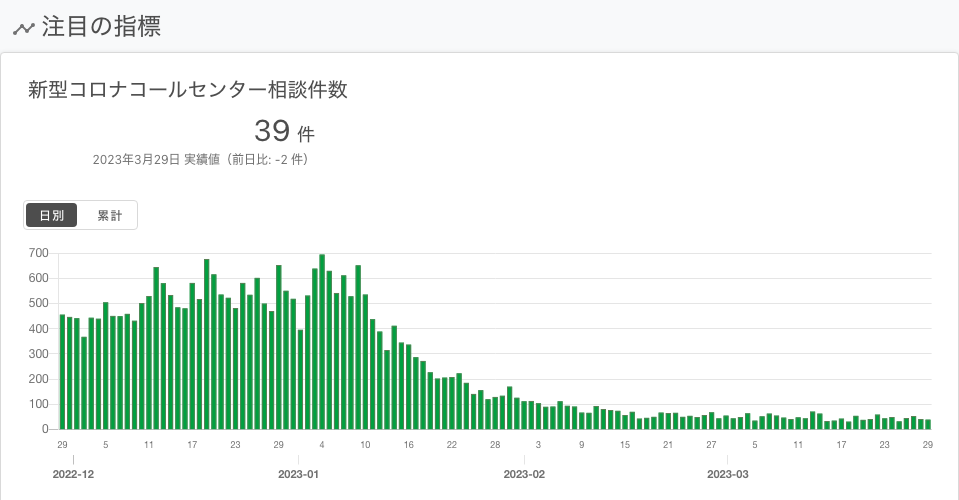 注目の指標
新型コロナコールセンター相談件数
39 件
2023年3月29日 実績値（前日比: -2 件）
日別 累計
700
600
500
400
300
200
100
0
29 5 11 17 23 29 4 10 16 22 28 3 9 15 21 27 5 11 17 23 29
2022-12 2023-01 2023-02 2023-03